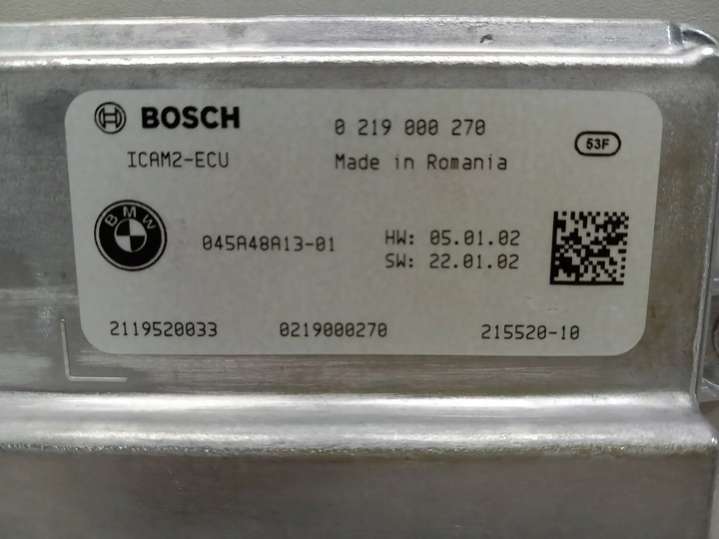 BOSCH
0 219 000 270
53F
ICAM2-ECU
Made in Romania
BMW
045A48A13-01
HW: 05.01.02
SW: 22.01.02
2119520033
0219000270
215520-10